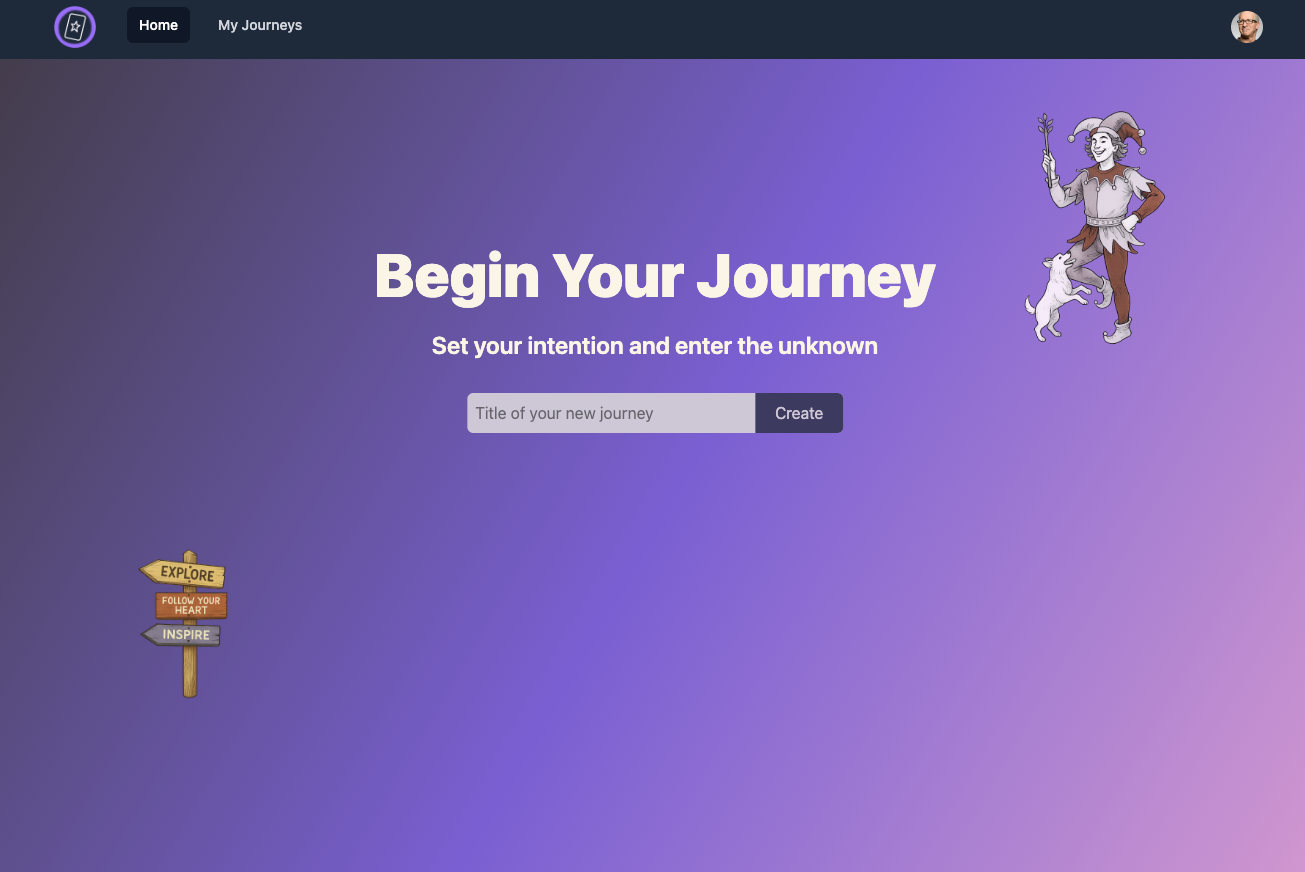 Home
My Journeys
Begin Your Journey
Set your intention and enter the unknown
Title of your new journey
Create
EXPLORE
FOLLOW YOUR
HEART
INSPIRE